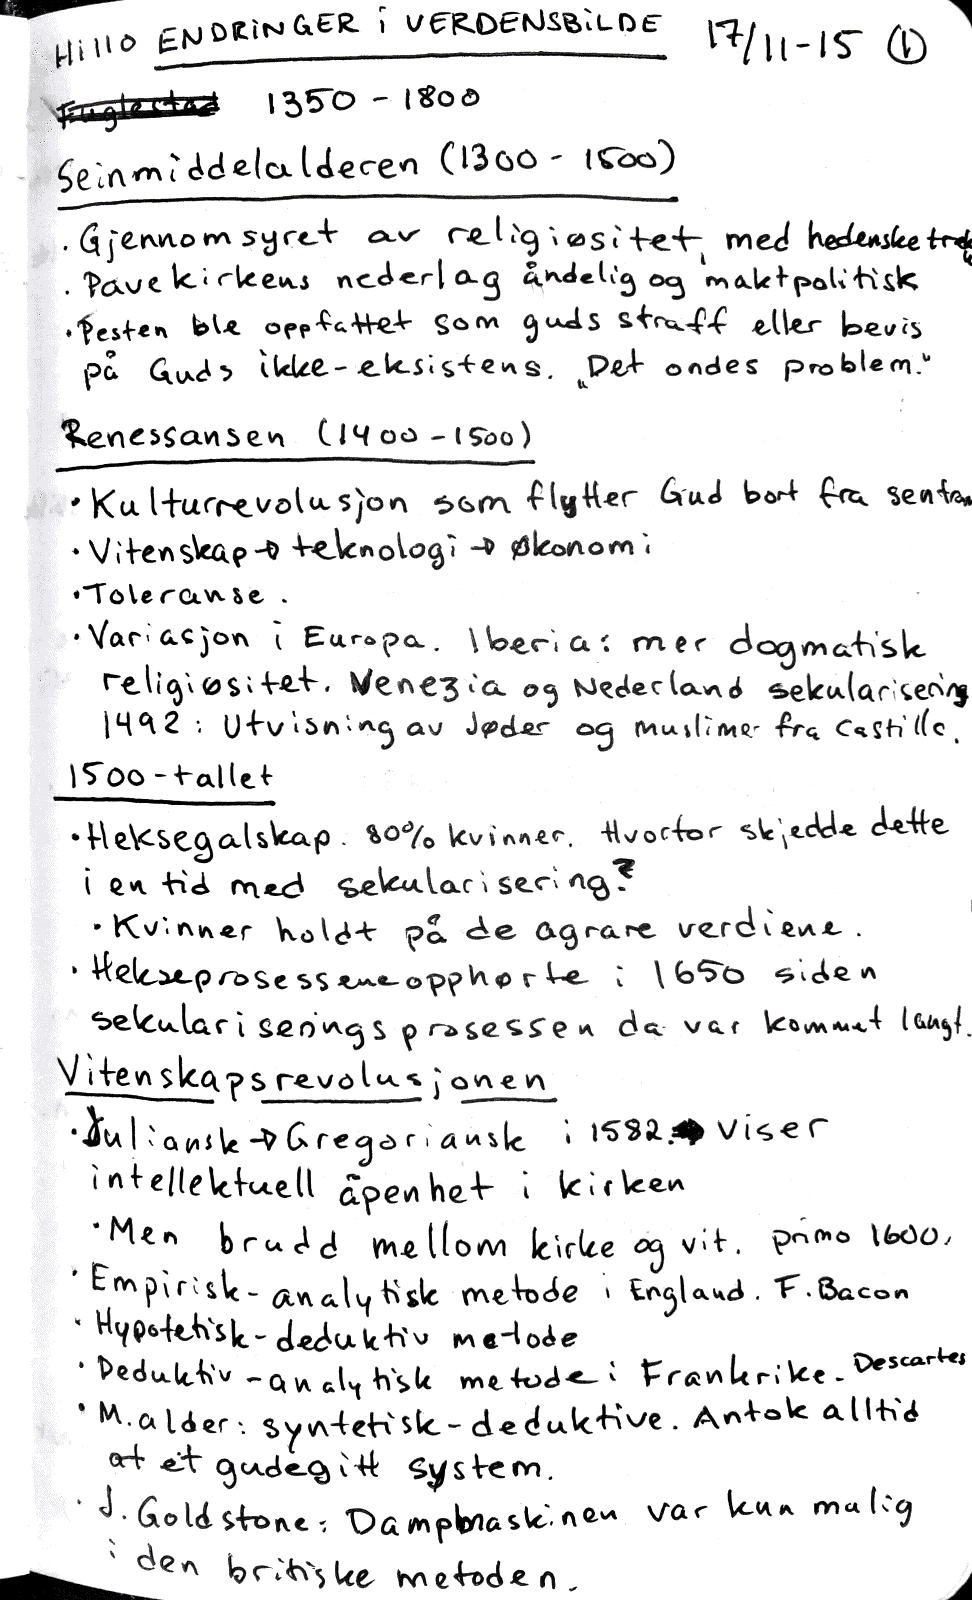 Hillo ENDRINGER i VERDENSBILDE 17/11-15 ①
Fuglestad 1350 - 1800
Seinmiddelalderen (1300 - 1500)
. Gjennomsyret av religiøsitet, med hedenske trekk
. Pavekirkens nederlag åndelig og maktpolitisk
. Pesten ble oppfattet som guds straff eller bevis
på Guds ikke-eksistens. „Det ondes problem."
Renessansen (1400 - 1500)
· Kulturrevolusjon som flytter Gud bort fra sentrum
· Vitenskap → teknologi → økonomi
· Toleranse.
· Variasjon i Europa. Iberia: mer dogmatisk
religiøsitet. Venezia og Nederland sekularisering
1492: Utvisning av Jøder og muslimer fra Castille.
1500-tallet
· Heksegalskap. 80% kvinner. Hvorfor skjedde dette
i en tid med sekularisering?
· Kvinner holdt på de agrare verdiene.
· Hekseprosessene opphørte i 1650 siden
sekulariseringsprosessen da var kommet langt.
Vitenskapsrevolusjonen
· Juliansk → Gregoriansk i 1582. → Viser
intellektuell åpenhet i kirken
· Men brudd mellom kirke og vit. primo 1600.
· Empirisk-analytisk metode i England. F. Bacon
· Hypotetisk-deduktiv metode
· Deduktiv-analytisk metode i Frankrike. Descartes
· M.alder: syntetisk-deduktive. Antok alltid
at et gudegitt system.
· J. Goldstone: Dampmaskinen var kun mulig
i den britiske metoden.